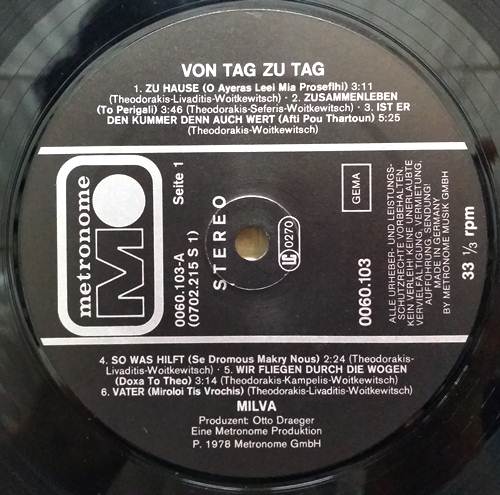 VON TAG ZU TAG
1. ZU HAUSE (O Ayeras Leei Mia Proseflhi) 3:11
(Theodorakis-Livaditis-Woitkewitsch) · 2. ZUSAMMENLEBEN
(To Perigali) 3:46 (Theodorakis-Seferis-Woitkewitsch) · 3. IST ER
DEN KUMMER DENN AUCH WERT (Afti Pou Thartoun) 5:25
(Theodorakis-Woitkewitsch)
metronome
Seite 1
0060.103-A
(0702.215 S 1)
STEREO
LC 0270
GEMA
0060.103
ALLE URHEBER- UND LEISTUNGS-
SCHUTZRECHTE VORBEHALTEN.
KEIN VERLEIH! KEINE UNERLAUBTE
VERVIELFÄLTIGUNG, VERMIETUNG,
AUFFÜHRUNG, SENDUNG!
MADE IN GERMANY
BY METRONOME MUSIK GMBH
33 1/3 rpm
4. SO WAS HILFT (Se Dromous Makry Nous) 2:24 (Theodorakis-
Livaditis-Woitkewitsch) · 5. WIR FLIEGEN DURCH DIE WOGEN
(Doxa To Theo) 3:14 (Theodorakis-Kampelis-Woitkewitsch)
6. VATER (Miroloi Tis Vrochis) (Theodorakis-Livaditis-Woitkewitsch)
MILVA
Produzent: Otto Draeger
Eine Metronome Produktion
P. 1978 Metronome GmbH